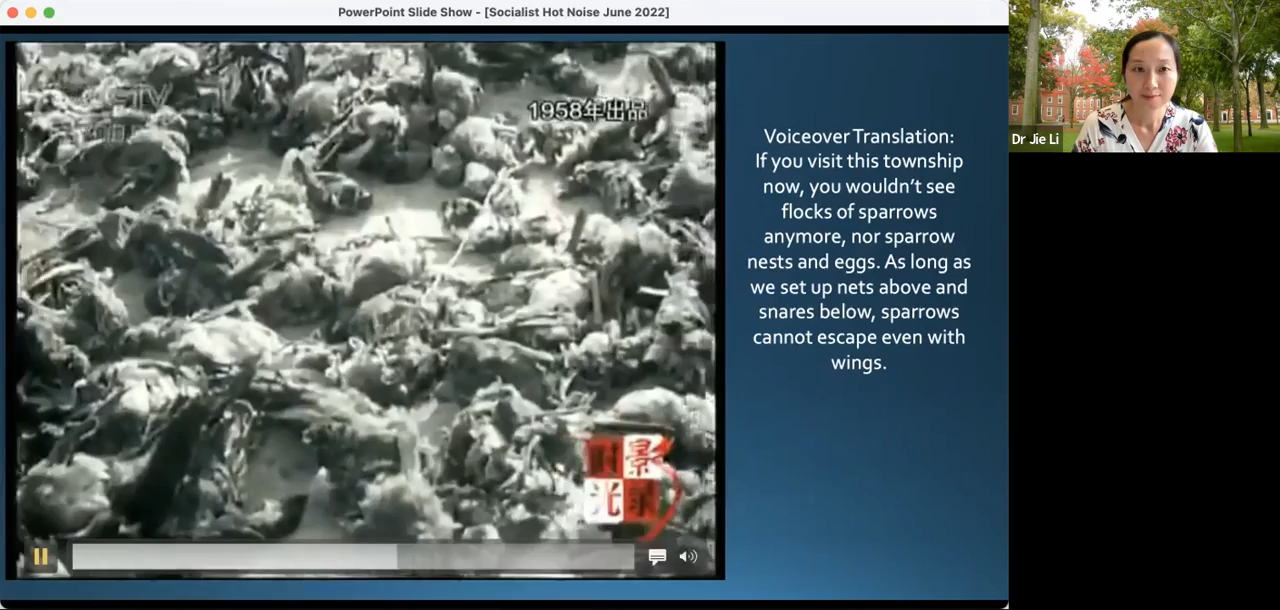 PowerPoint Slide Show - [Socialist Hot Noise June 2022]
1958年出品
Voiceover Translation:
If you visit this township
now, you wouldn't see
flocks of sparrows
anymore, nor sparrow
nests and eggs. As long as
we set up nets above and
snares below, sparrows
cannot escape even with
wings.
Dr Jie Li